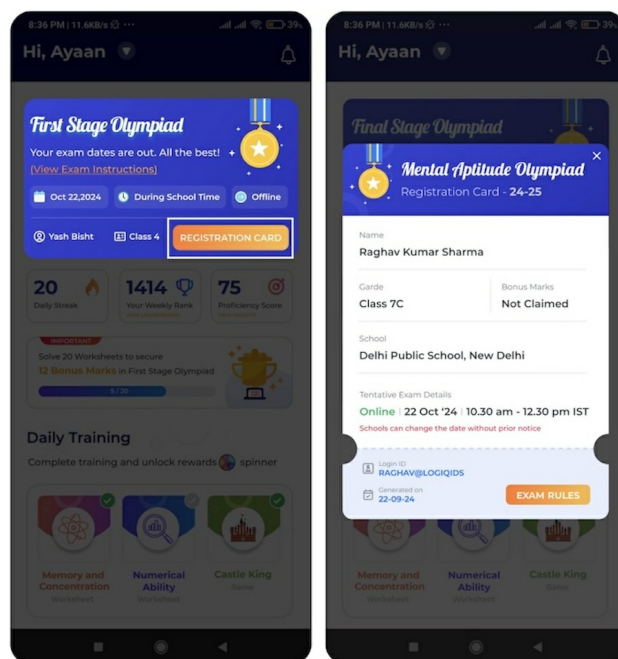 8:36 PM | 11.6KB/s
39%
Hi, Ayaan
First Stage Olympiad
Your exam dates are out. All the best!
(View Exam Instructions)
Oct 22,2024
During School Time
Offline
Yash Bisht
Class 4
REGISTRATION CARD
20
Daily Streak
1414
Your Weekly Rank
75
Proficiency Score
IMPORTANT
Solve 20 Worksheets to secure
12 Bonus Marks in First Stage Olympiad
5 / 20
Daily Training
Complete training and unlock rewards spinner
Memory and
Concentration
Worksheet
Numerical
Ability
Worksheet
Castle King
Game
8:36 PM | 11.6KB/s
39%
Hi, Ayaan
Final Stage Olympiad
Mental Aptitude Olympiad
Registration Card - 24-25
Name
Raghav Kumar Sharma
Garde
Class 7C
Bonus Marks
Not Claimed
School
Delhi Public School, New Delhi
Tentative Exam Details
Online | 22 Oct '24 | 10.30 am - 12.30 pm IST
Schools can change the date without prior notice
Login ID
RAGHAV@LOGIQIDS
Generated on
22-09-24
EXAM RULES
Memory and
Concentration
Worksheet
Numerical
Ability
Worksheet
Castle King
Game